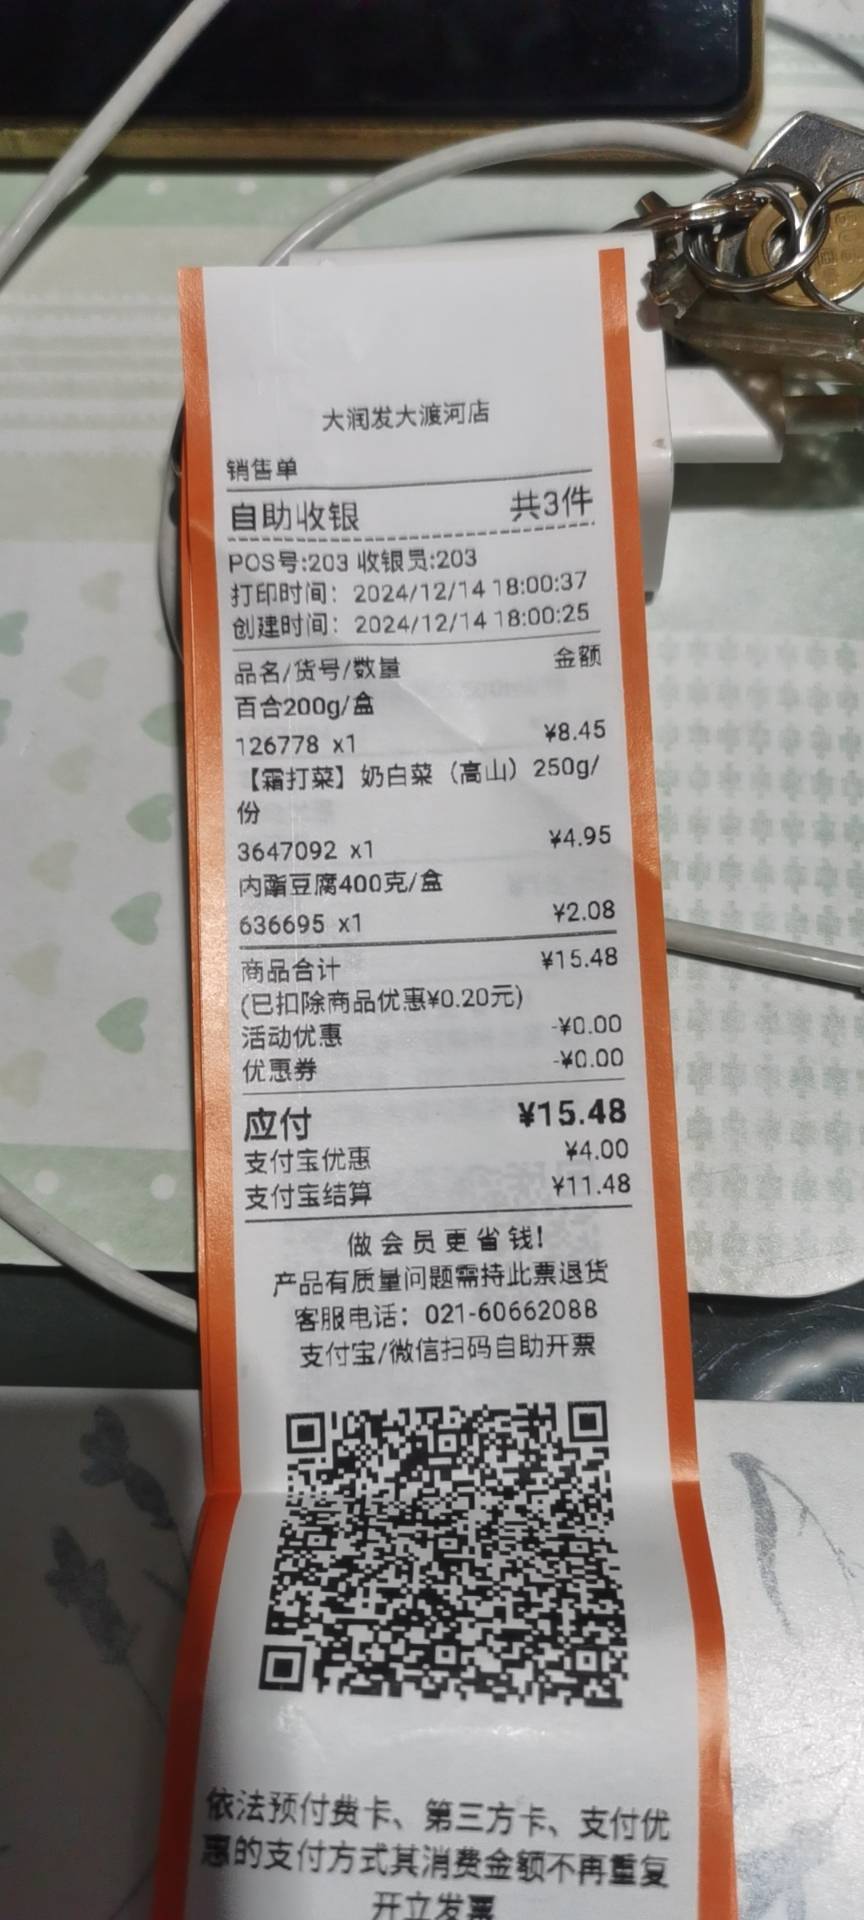 大润发大渡河店
销售单
自助收银 共3件
POS号:203 收银员:203
打印时间：2024/12/14 18:00:37
创建时间：2024/12/14 18:00:25
品名/货号/数量 金额
百合200g/盒
126778 x1 ¥8.45
【霜打菜】奶白菜（高山）250g/
份
3647092 x1 ¥4.95
内酯豆腐400克/盒
636695 x1 ¥2.08
商品合计 ¥15.48
(已扣除商品优惠¥0.20元)
活动优惠 -¥0.00
优惠券 -¥0.00
应付 ¥15.48
支付宝优惠 ¥4.00
支付宝结算 ¥11.48
做会员更省钱!
产品有质量问题需持此票退货
客服电话：021-60662088
支付宝/微信扫码自助开票
依法预付费卡、第三方卡、支付优
惠的支付方式其消费金额不再重复
开立发票